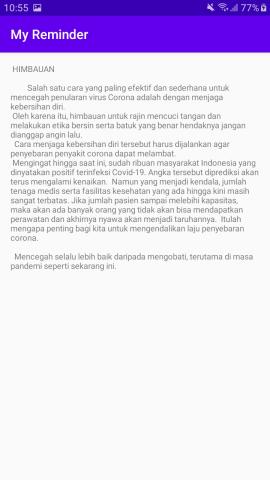 10:55
77%
My Reminder
HIMBAUAN
Salah satu cara yang paling efektif dan sederhana untuk
mencegah penularan virus Corona adalah dengan menjaga
kebersihan diri.
Oleh karena itu, himbauan untuk rajin mencuci tangan dan
melakukan etika bersin serta batuk yang benar hendaknya jangan
dianggap angin lalu.
Cara menjaga kebersihan diri tersebut harus dijalankan agar
penyebaran penyakit corona dapat melambat.
Mengingat hingga saat ini, sudah ribuan masyarakat Indonesia yang
dinyatakan positif terinfeksi Covid-19. Angka tersebut diprediksi akan
terus mengalami kenaikan. Namun yang menjadi kendala, jumlah
tenaga medis serta fasilitas kesehatan yang ada hingga kini masih
sangat terbatas. Jika jumlah pasien sampai melebihi kapasitas,
maka akan ada banyak orang yang tidak akan bisa mendapatkan
perawatan dan akhirnya nyawa akan menjadi taruhannya. Itulah
mengapa penting bagi kita untuk mengendalikan laju penyebaran
corona.
Mencegah selalu lebih baik daripada mengobati, terutama di masa
pandemi seperti sekarang ini.